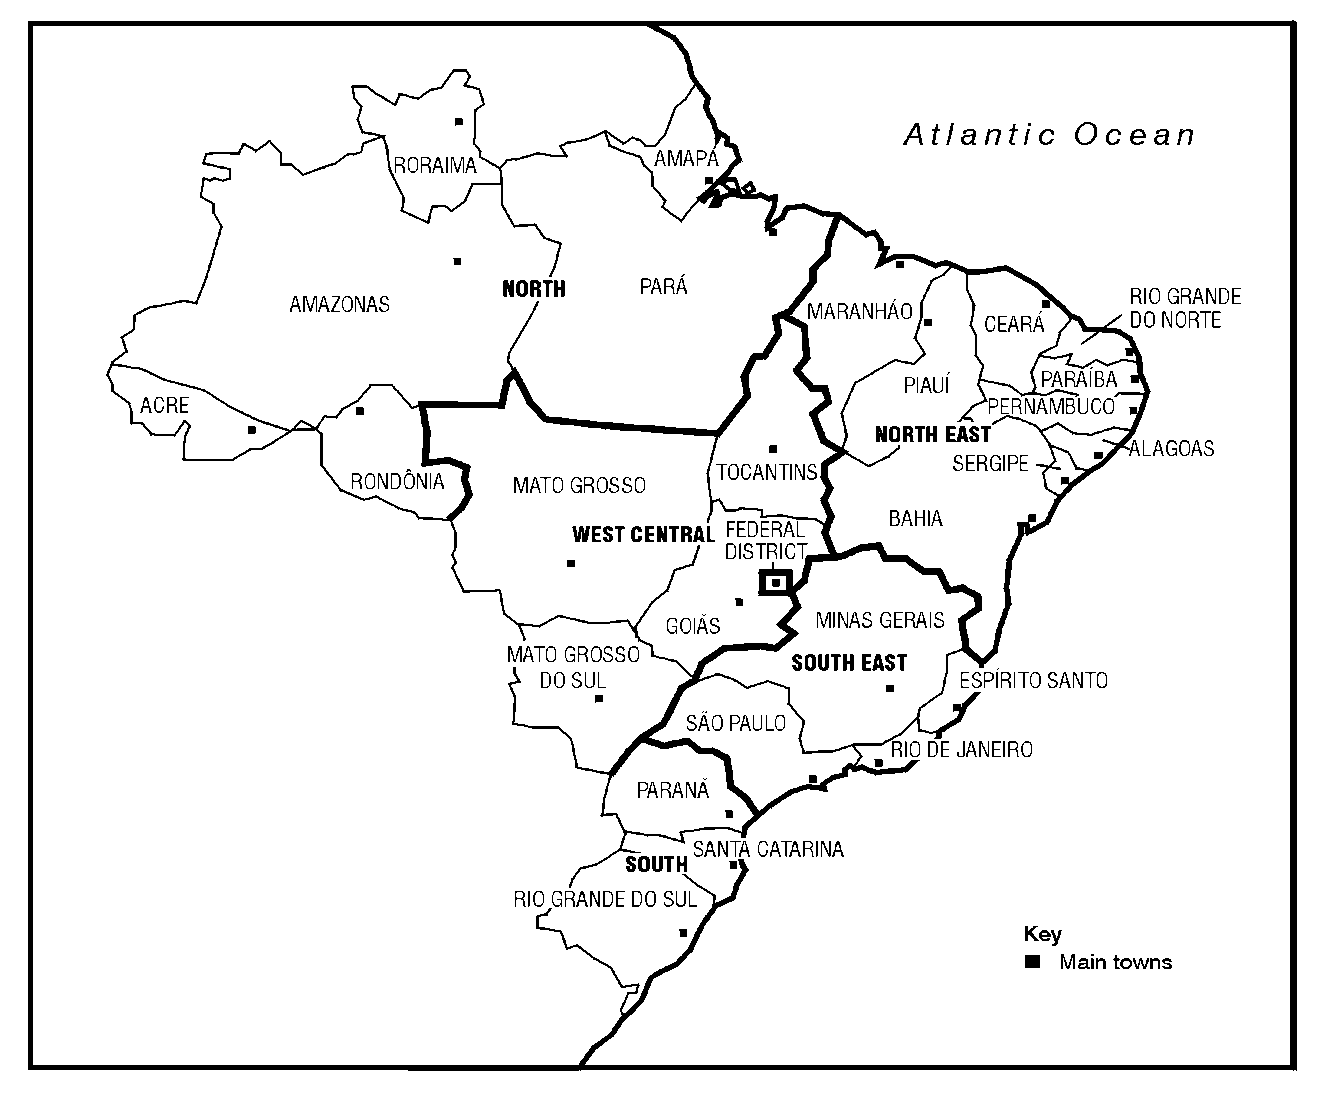 Atlantic Ocean
RORAIMA
AMAPÁ
AMAZONAS
NORTH
PARÁ
MARANHÁO
CEARÁ
RIO GRANDE
DO NORTE
PIAUÍ
PARAÍBA
PERNAMBUCO
ACRE
NORTH EAST
ALAGOAS
SERGIPE
RONDÔNIA
MATO GROSSO
TOCANTINS
BAHIA
WEST CENTRAL
FEDERAL
DISTRICT
GOIÃS
MINAS GERAIS
MATO GROSSO
DO SUL
SOUTH EAST
ESPÍRITO SANTO
SÃO PAULO
RIO DE JANEIRO
PARANÃ
SANTA CATARINA
SOUTH
RIO GRANDE DO SUL
Key
Main towns